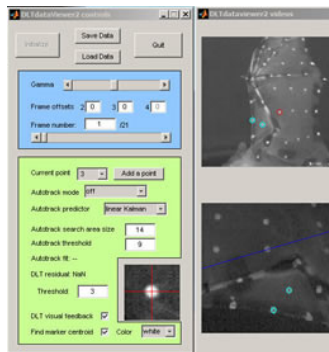 DLTdataViewer2 controls
DLTdataViewer2 videos
Initialize
Save Data
Load Data
Quit
Gamma
Frame offsets: 2 0 3 0 4 0
Frame number: 1 /21
Current point 3 Add a point
Autotrack mode off
Autotrack predictor linear Kalman
Autotrack search area size 14
Autotrack threshold 9
Autotrack fit: --
DLT residual: NaN
Threshold 3
DLT visual feedback
Find marker centroid Color white